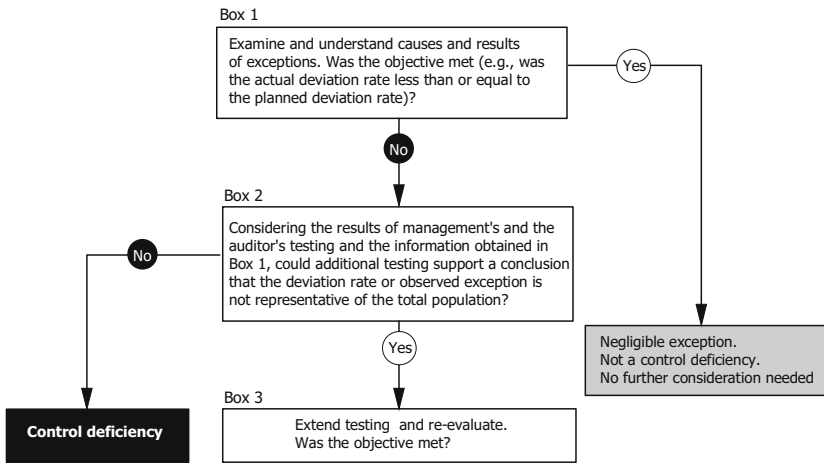 Box 1
Examine and understand causes and results
of exceptions. Was the objective met (e.g., was
the actual deviation rate less than or equal to
the planned deviation rate)?
Yes
No
Box 2
Considering the results of management's and the
auditor's testing and the information obtained in
Box 1, could additional testing support a conclusion
that the deviation rate or observed exception is
not representative of the total population?
No
Yes
Negligible exception.
Not a control deficiency.
No further consideration needed
Box 3
Extend testing and re-evaluate.
Was the objective met?
Control deficiency